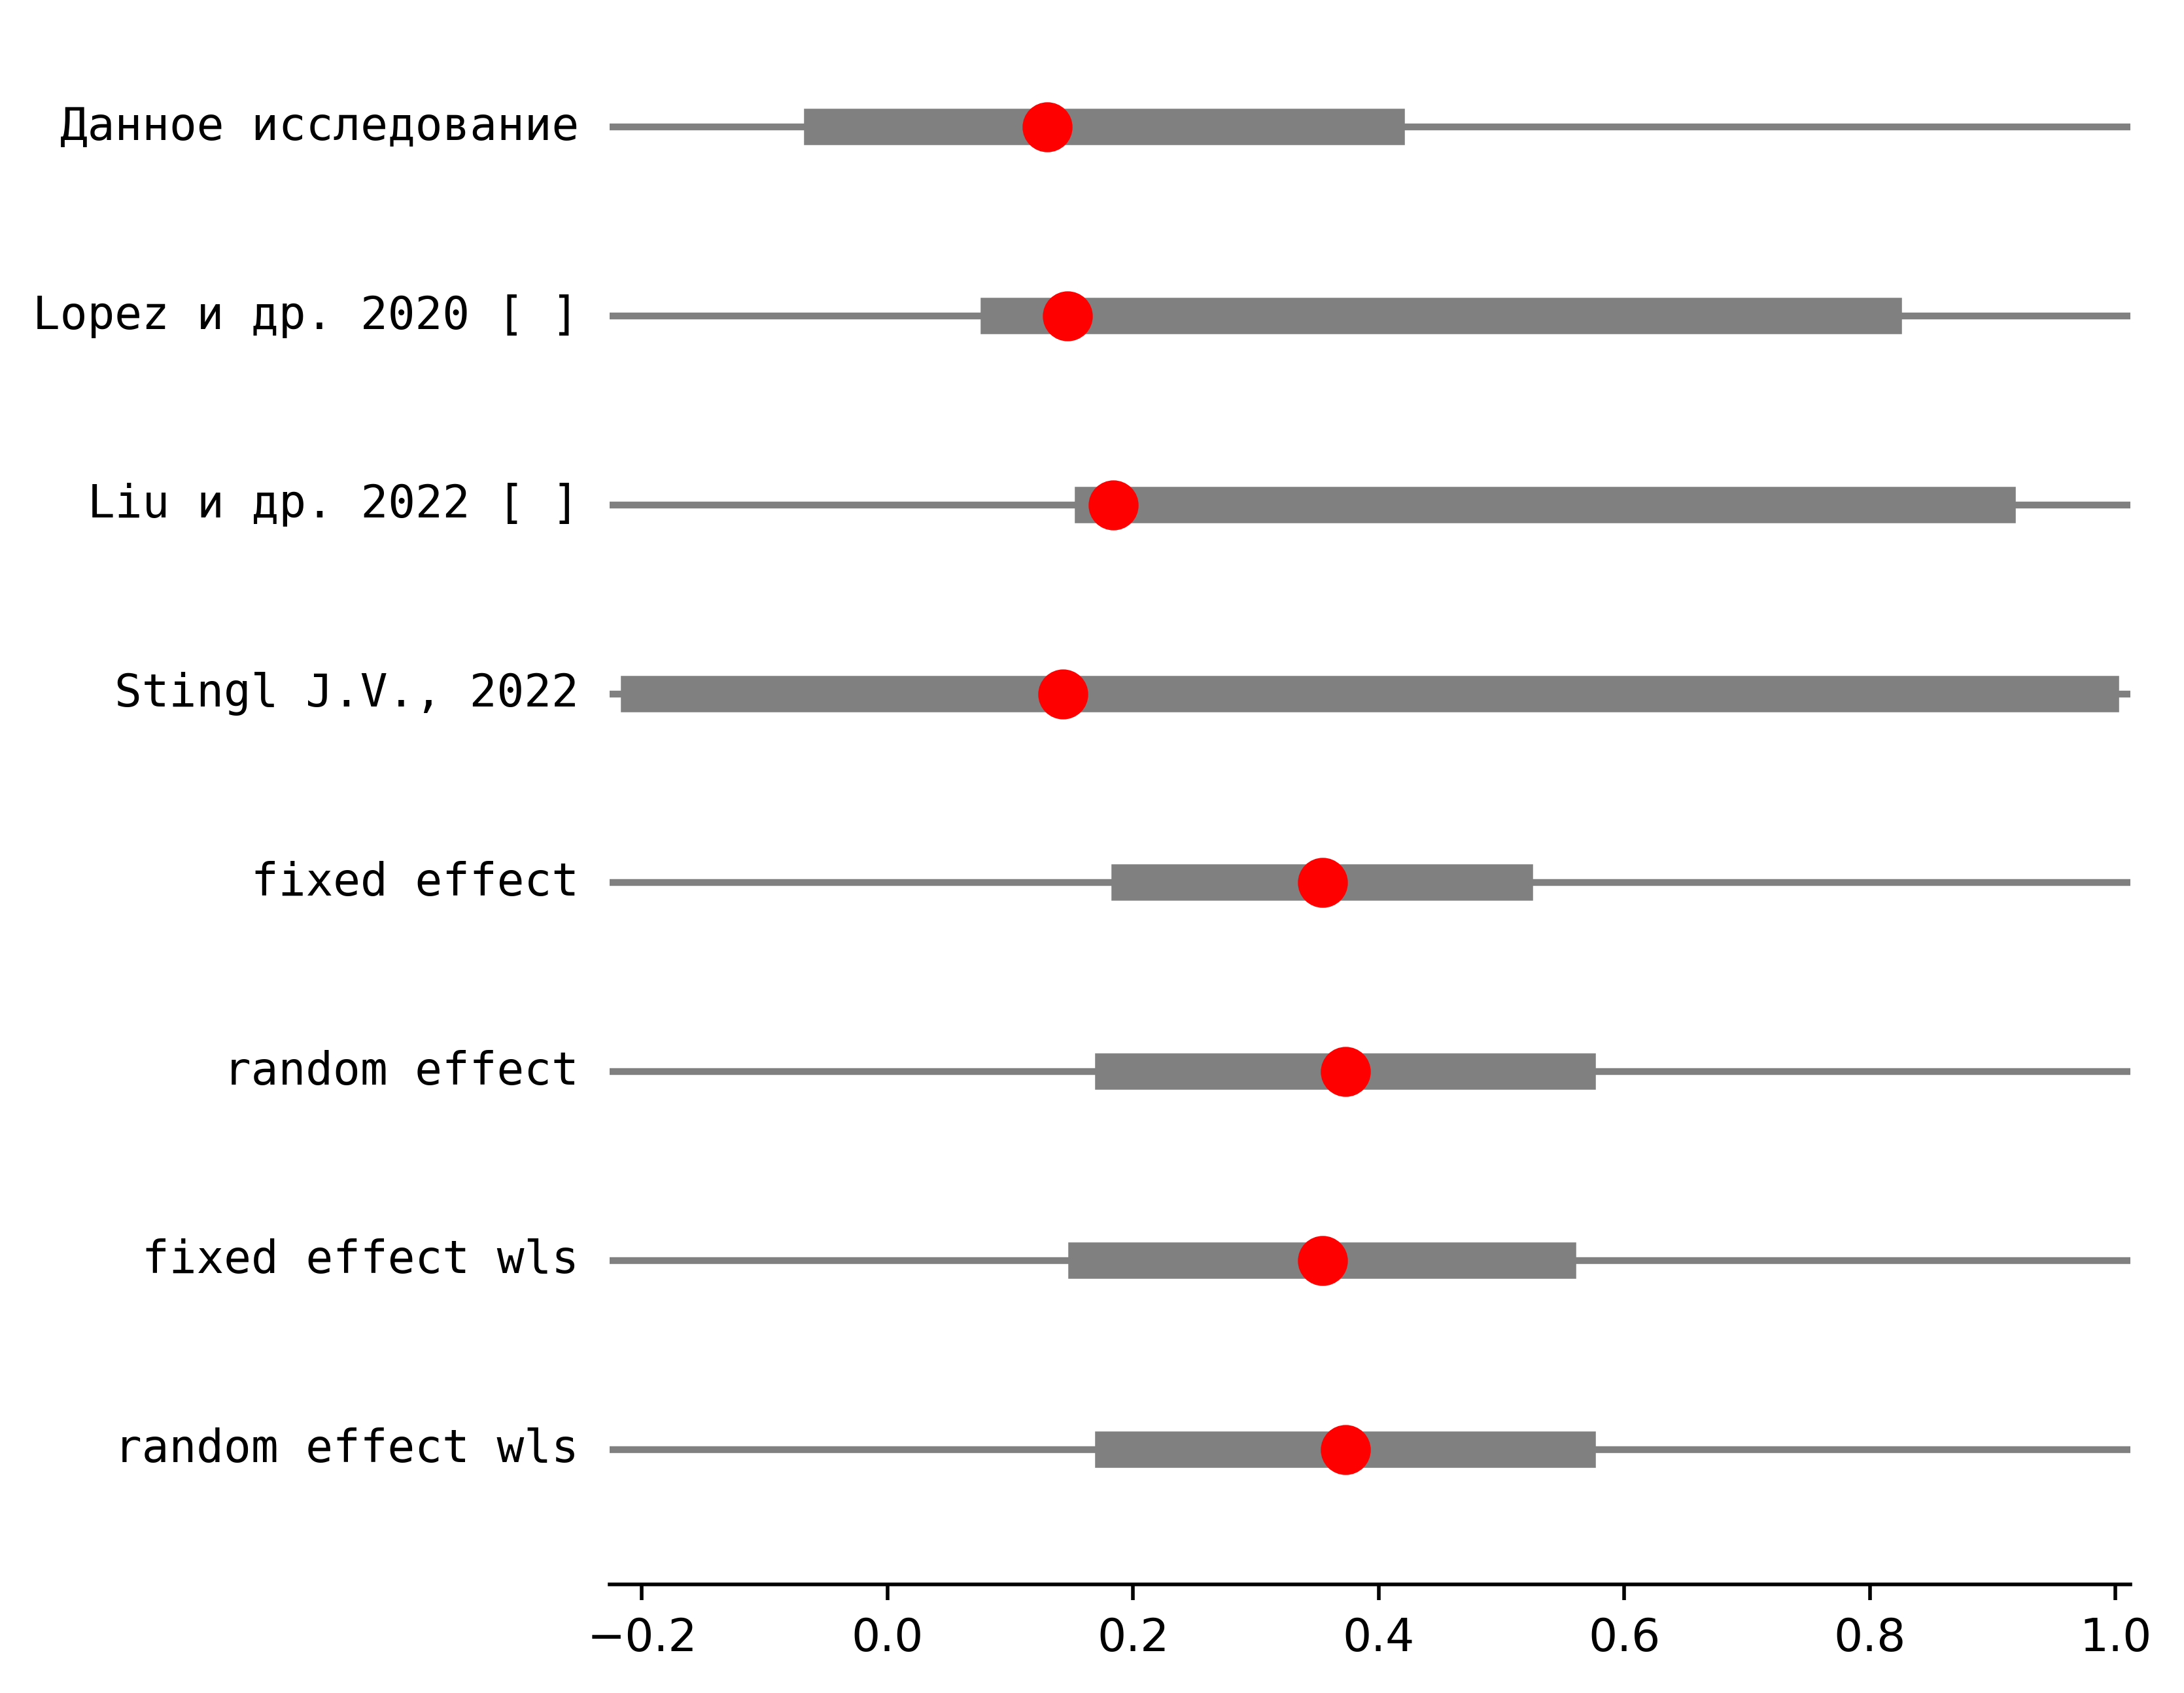 Данное исследование
Lopez и др. 2020 [ ]
Liu и др. 2022 [ ]
Stingl J.V., 2022
fixed effect
random effect
fixed effect wls
random effect wls
−0.2 0.0 0.2 0.4 0.6 0.8 1.0